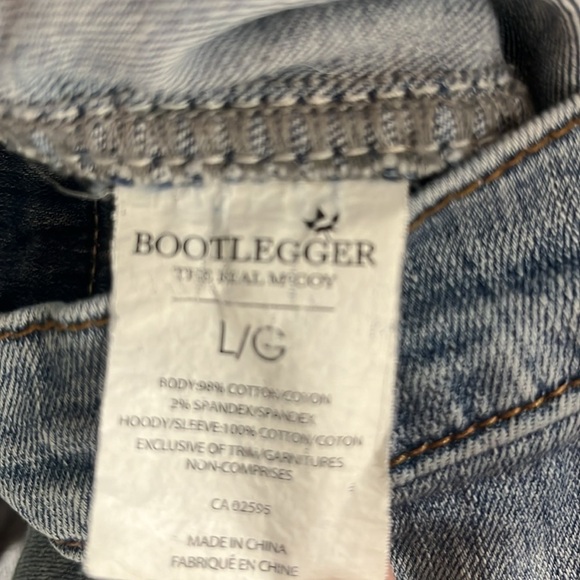 BOOTLEGGER
THE REAL MCCOY
L/G
BODY:98% COTTON/COTON
2% SPANDEX/SPANDEX
HOODY/SLEEVE:100% COTTON/COTON
EXCLUSIVE OF TRIM/GARNITURES
NON-COMPRISES
CA 02595
MADE IN CHINA
FABRIQUÉ EN CHINE